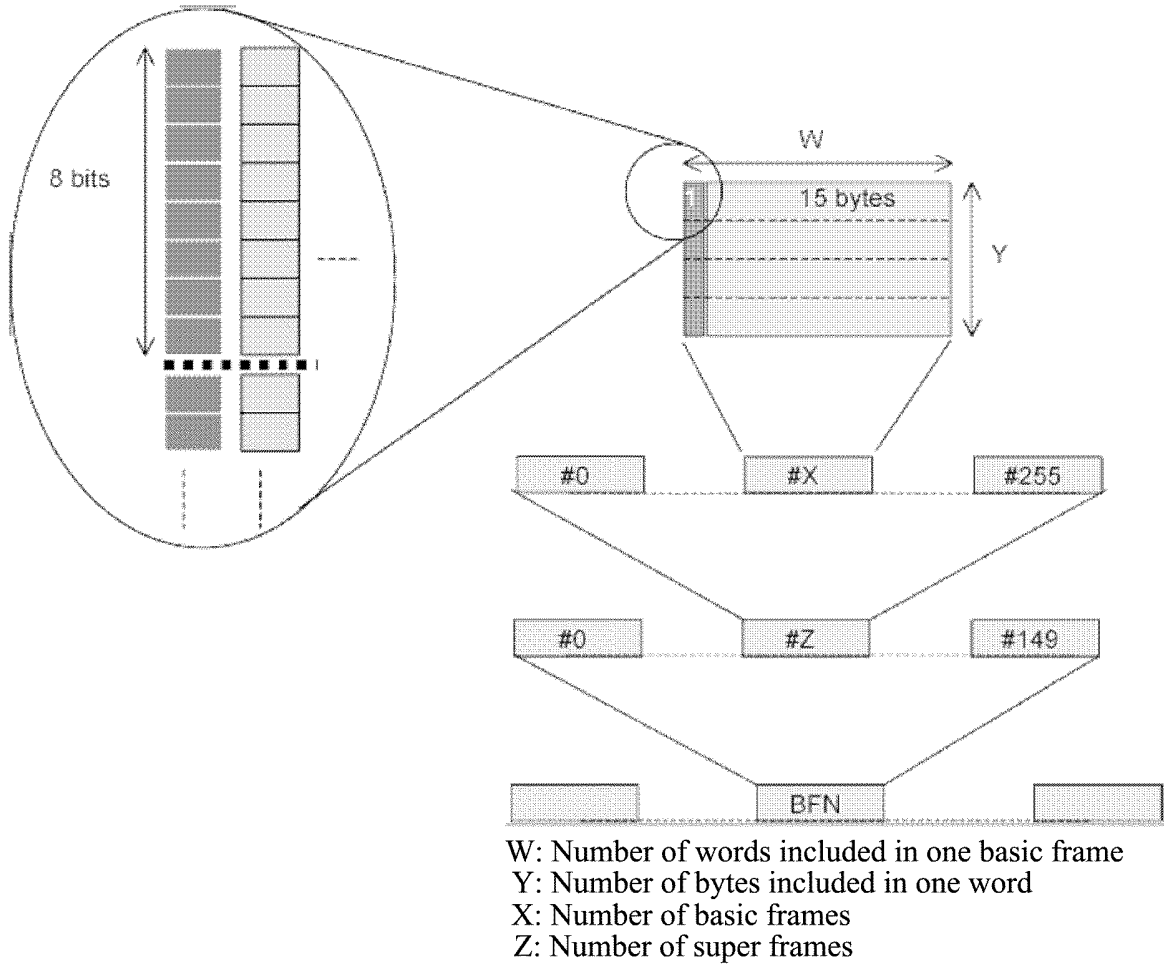 W
8 bits
15 bytes
Y
#0 #X #255
#0 #Z #149
BFN
W: Number of words included in one basic frame
Y: Number of bytes included in one word
X: Number of basic frames
Z: Number of super frames